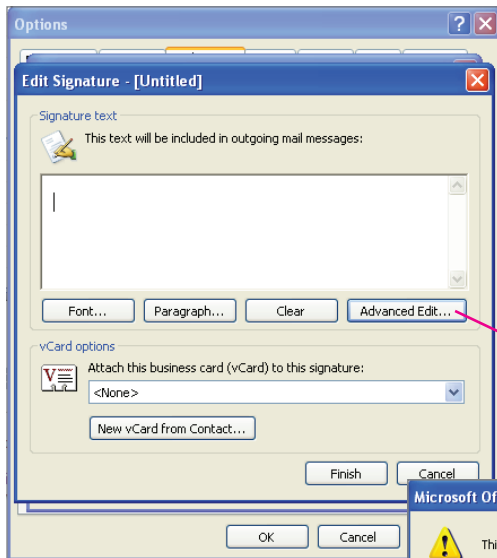 Options
Edit Signature - [Untitled]
Signature text
This text will be included in outgoing mail messages:
Font... Paragraph... Clear Advanced Edit...
vCard options
Attach this business card (vCard) to this signature:
<None>
New vCard from Contact...
Finish Cancel
Microsoft Of
OK Cancel
Thi